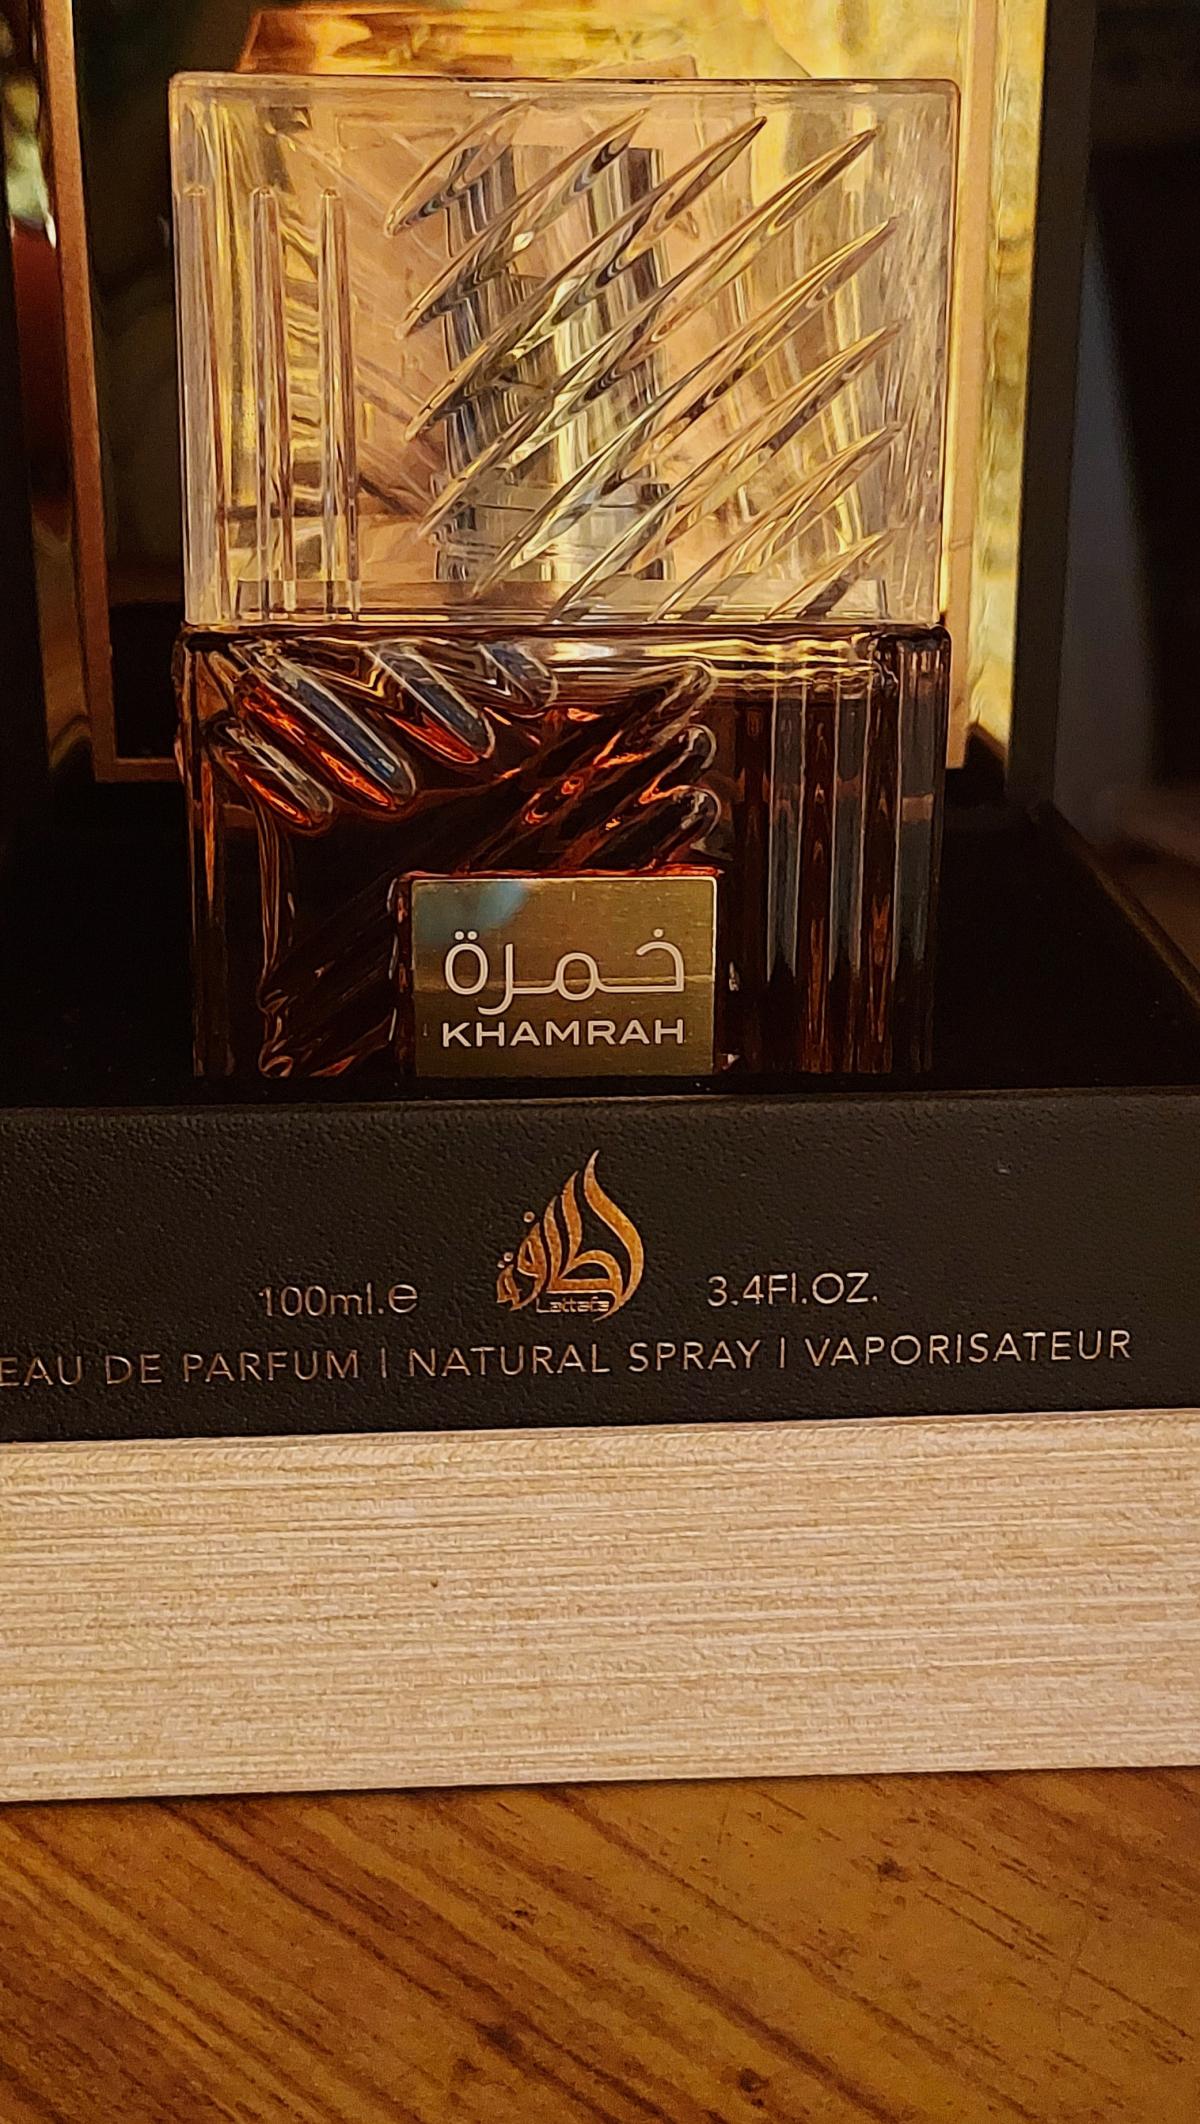 خمرة
KHAMRAH
لطافة
Lattafa
100ml.e 3.4Fl.OZ.
EAU DE PARFUM | NATURAL SPRAY | VAPORISATEUR